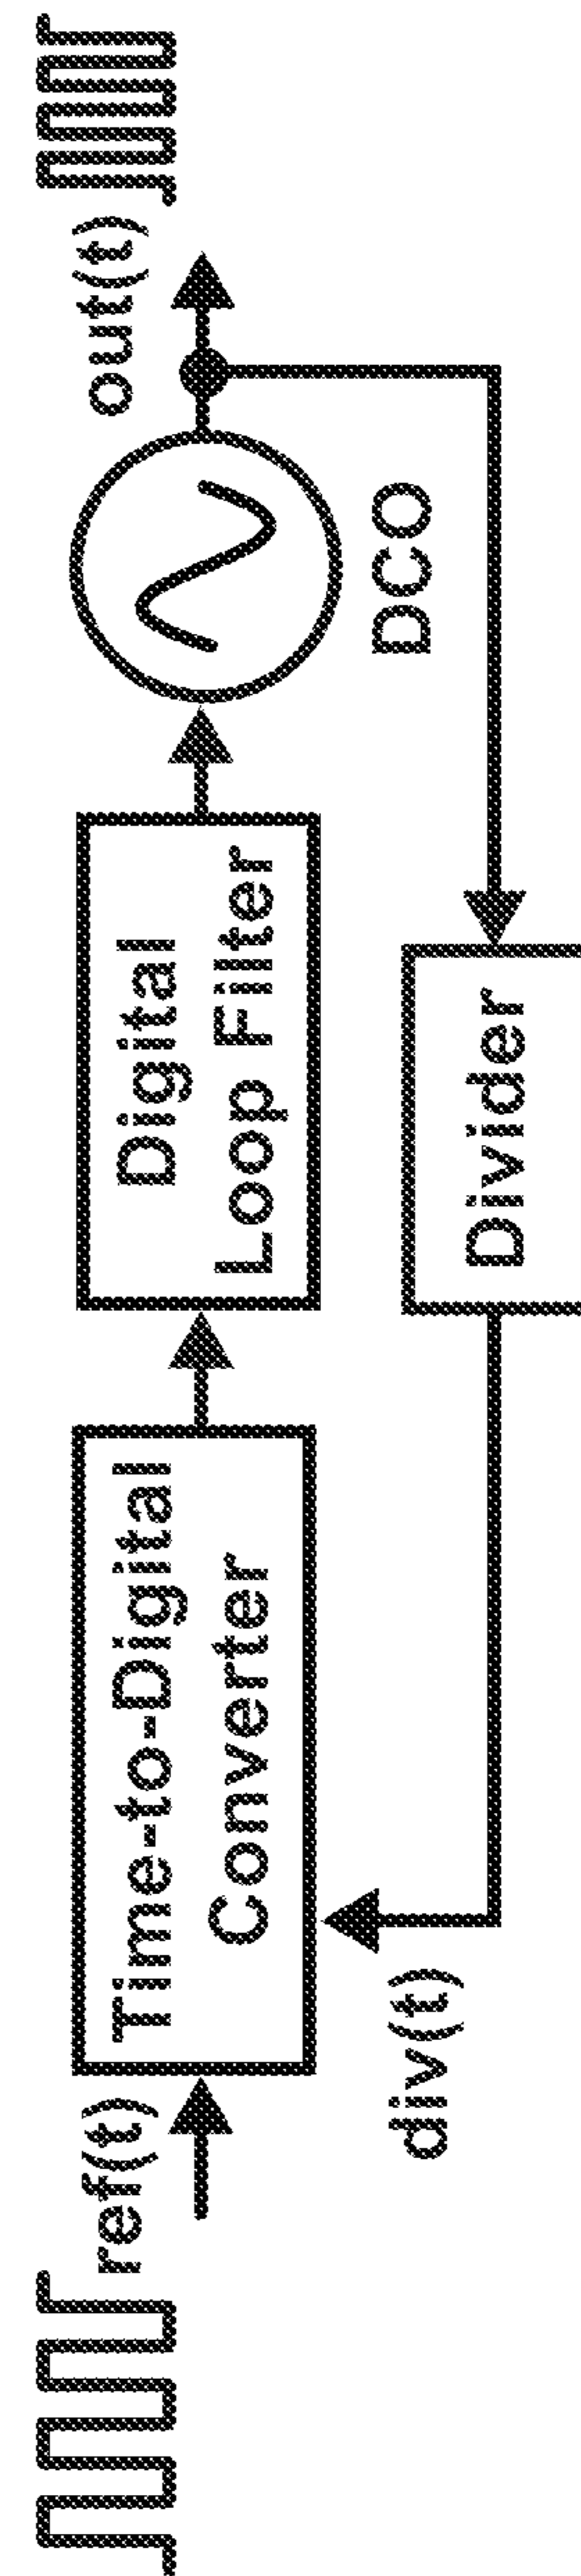 ref(t)
Time-to-Digital
Converter
Digital
Loop Filter
out(t)
DCO
div(t)
Divider